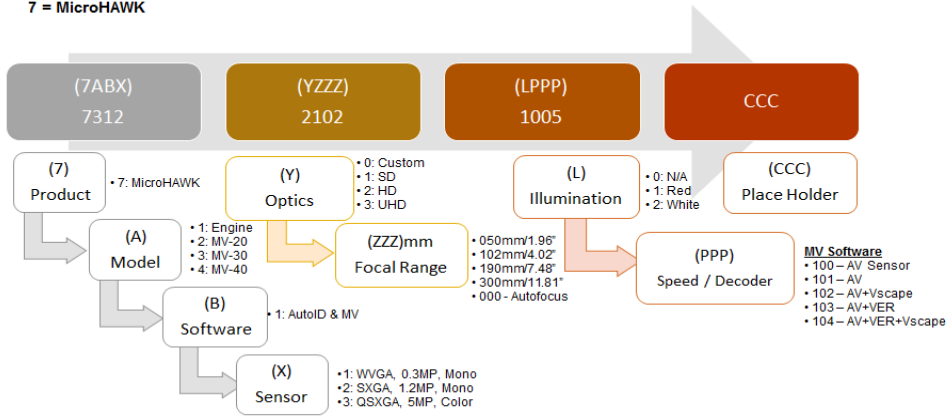 7 = MicroHAWK
(7ABX)
7312
(YZZZ)
2102
(LPPP)
1005
CCC
(7)
Product
• 7: MicroHAWK
(A)
Model
• 1: Engine
• 2: MV-20
• 3: MV-30
• 4: MV-40
(B)
Software
• 1: AutoID & MV
(X)
Sensor
• 1: WVGA, 0.3MP, Mono
• 2: SXGA, 1.2MP, Mono
• 3: QSXGA, 5MP, Color
(Y)
Optics
• 0: Custom
• 1: SD
• 2: HD
• 3: UHD
(ZZZ)mm
Focal Range
• 050mm/1.96"
• 102mm/4.02"
• 190mm/7.48"
• 300mm/11.81"
• 000 - Autofocus
(L)
Illumination
• 0: N/A
• 1: Red
• 2: White
(PPP)
Speed / Decoder
MV Software
• 100 – AV Sensor
• 101 – AV
• 102 – AV+Vscape
• 103 – AV+VER
• 104 – AV+VER+Vscape
(CCC)
Place Holder